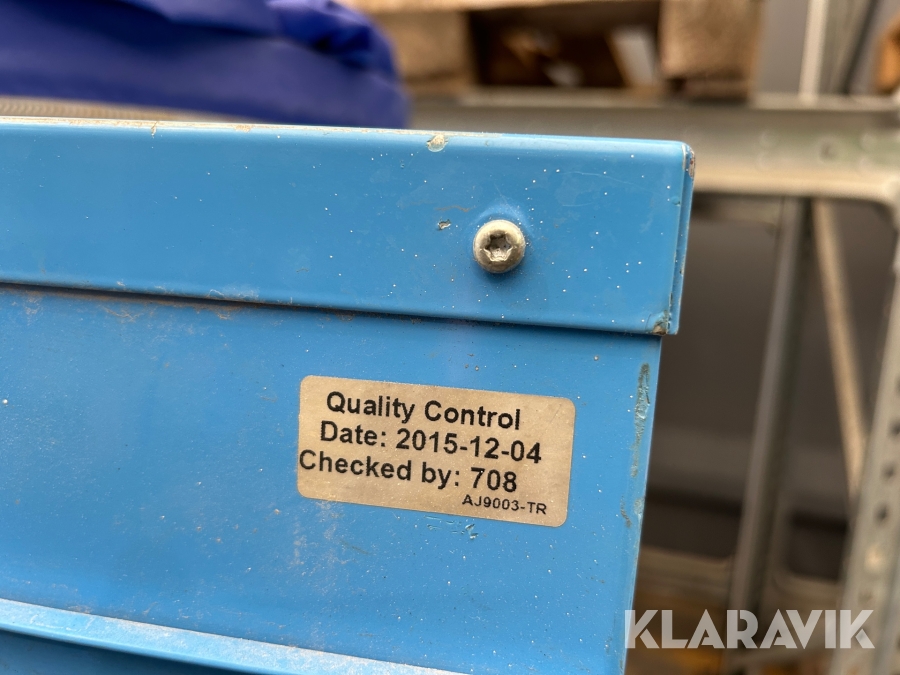 Quality Control
Date: 2015-12-04
Checked by: 708
AJ9003-TR
KLARAVIK